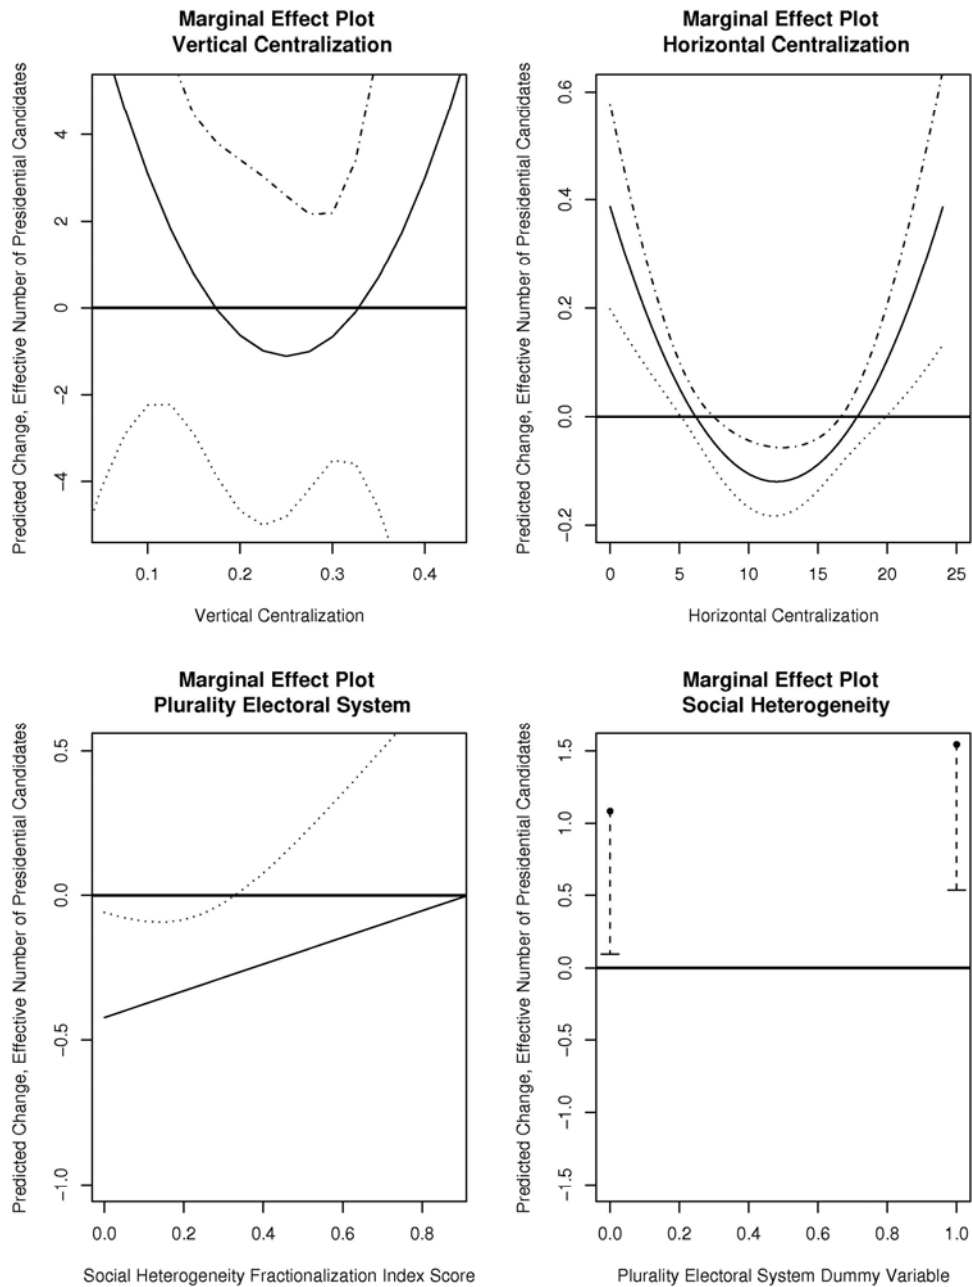 Marginal Effect Plot
Vertical Centralization
Predicted Change, Effective Number of Presidential Candidates
4
2
0
−2
−4
0.1 0.2 0.3 0.4
Vertical Centralization
Marginal Effect Plot
Horizontal Centralization
Predicted Change, Effective Number of Presidential Candidates
0.6
0.4
0.2
0.0
−0.2
0 5 10 15 20 25
Horizontal Centralization
Marginal Effect Plot
Plurality Electoral System
Predicted Change, Effective Number of Presidential Candidates
0.5
0.0
−0.5
−1.0
0.0 0.2 0.4 0.6 0.8
Social Heterogeneity Fractionalization Index Score
Marginal Effect Plot
Social Heterogeneity
Predicted Change, Effective Number of Presidential Candidates
1.5
1.0
0.5
0.0
−0.5
−1.0
−1.5
0.0 0.2 0.4 0.6 0.8 1.0
Plurality Electoral System Dummy Variable